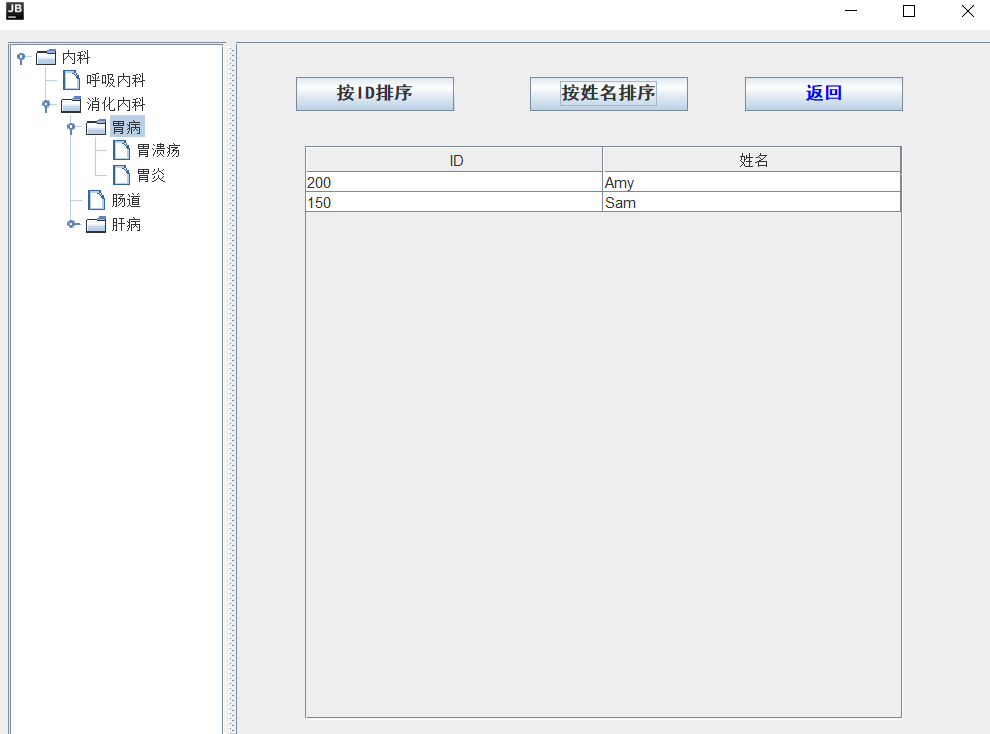 JB
内科
呼吸内科
消化内科
胃病
胃溃疡
胃炎
肠道
肝病
按ID排序 按姓名排序 返回
ID 姓名
200 Amy
150 Sam